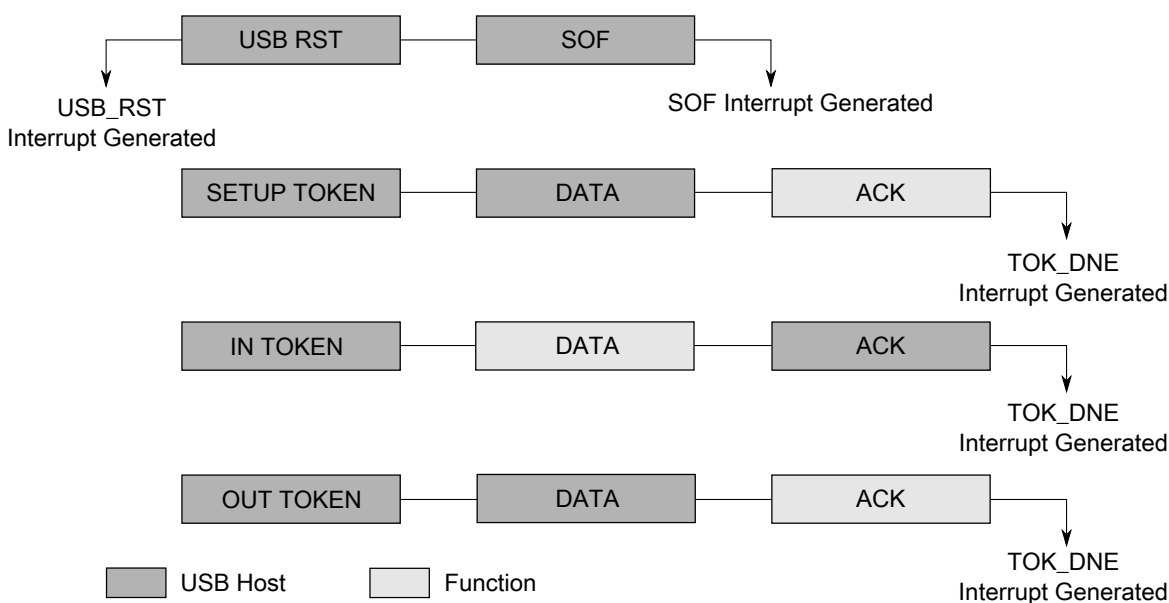 USB RST
SOF
USB_RST
Interrupt Generated
SOF Interrupt Generated
SETUP TOKEN
DATA
ACK
TOK_DNE
Interrupt Generated
IN TOKEN
DATA
ACK
TOK_DNE
Interrupt Generated
OUT TOKEN
DATA
ACK
TOK_DNE
Interrupt Generated
USB Host
Function